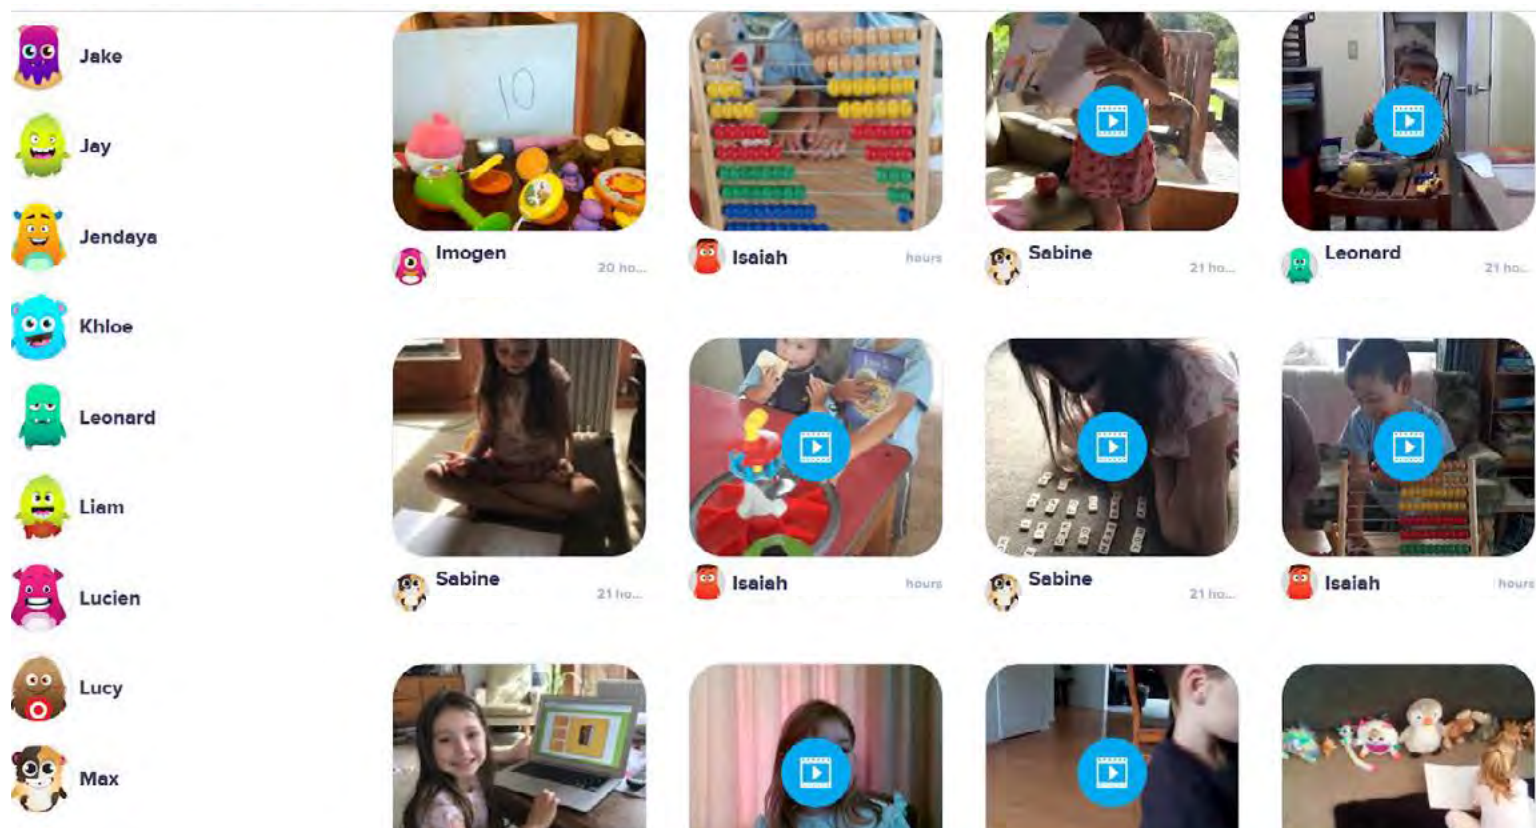 Jake
Jay
Jendaya
Khloe
Leonard
Liam
Lucien
Lucy
Max
10
Imogen
20 ho...
Isaiah
hours
Sabine
21 ho...
Leonard
21 ho...
Sabine
21 ho...
Isaiah
hours
Sabine
21 ho...
Isaiah
hours